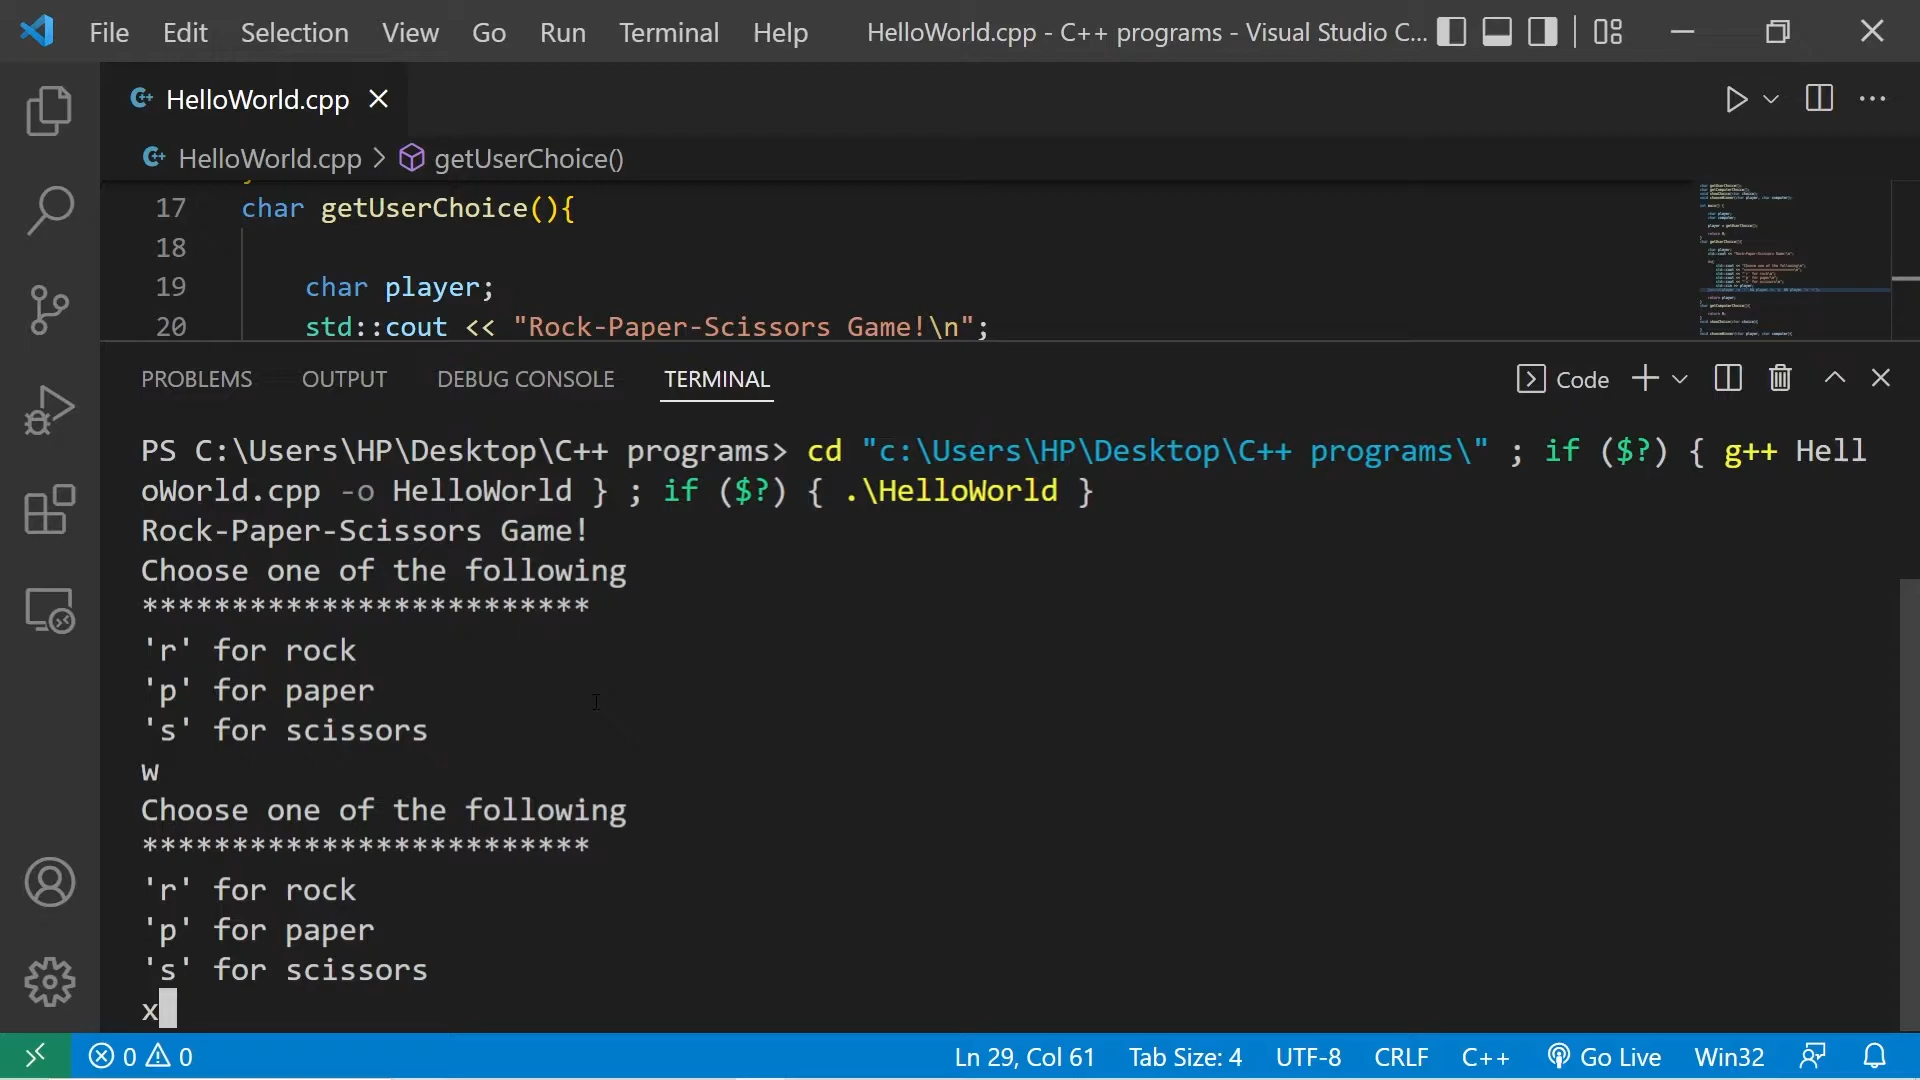 File Edit Selection View Go Run Terminal Help HelloWorld.cpp - C++ programs - Visual Studio C...
HelloWorld.cpp
HelloWorld.cpp > getUserChoice()
17 char getUserChoice(){
18
19 char player;
20 std::cout << "Rock-Paper-Scissors Game!\n";
PROBLEMS OUTPUT DEBUG CONSOLE TERMINAL Code
PS C:\Users\HP\Desktop\C++ programs> cd "c:\Users\HP\Desktop\C++ programs\" ; if ($?) { g++ Hell
oWorld.cpp -o HelloWorld } ; if ($?) { .\HelloWorld }
Rock-Paper-Scissors Game!
Choose one of the following
*************************
'r' for rock
'p' for paper
's' for scissors
w
Choose one of the following
*************************
'r' for rock
'p' for paper
's' for scissors
x
0 0 Ln 29, Col 61 Tab Size: 4 UTF-8 CRLF C++ Go Live Win32